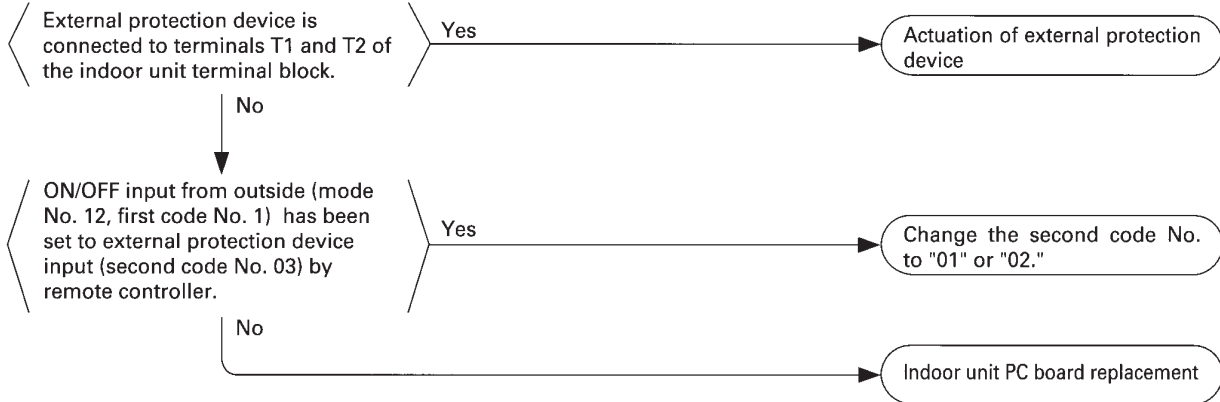 External protection device is
connected to terminals T1 and T2 of
the indoor unit terminal block.
Yes
Actuation of external protection
device
No
ON/OFF input from outside (mode
No. 12, first code No. 1) has been
set to external protection device
input (second code No. 03) by
remote controller.
Yes
Change the second code No.
to "01" or "02."
No
Indoor unit PC board replacement